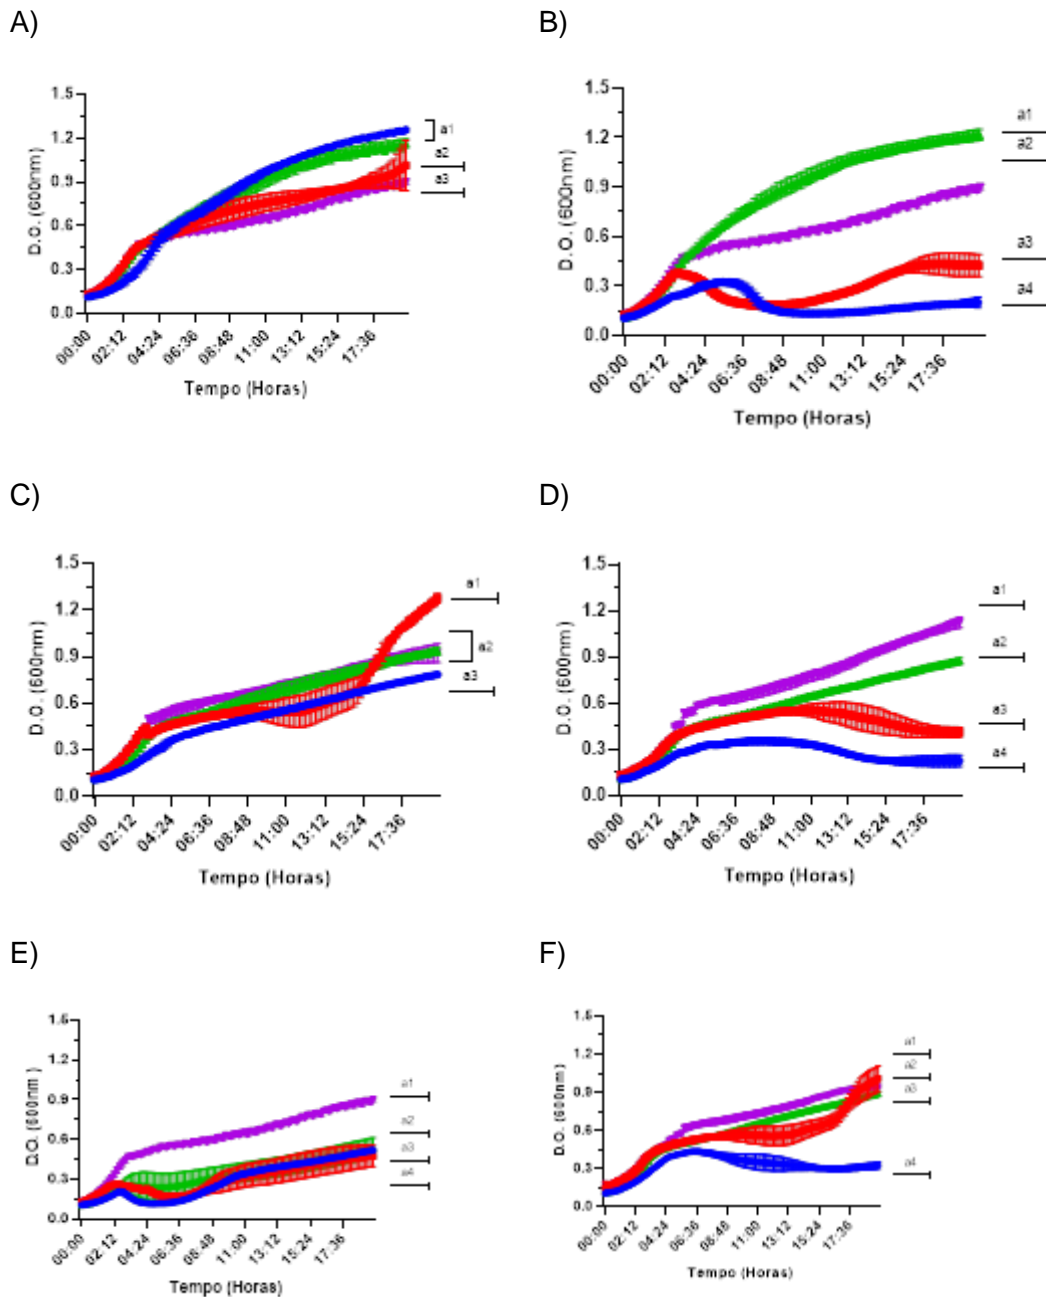 A)
1.5
1.2
0.9
0.6
0.3
0.0
D.O. (600nm)
00:00
02:12
04:24
06:36
08:48
11:00
13:12
15:24
17:36
Tempo (Horas)
a1
a2
a3
B)
1.5
1.2
0.9
0.6
0.3
0.0
D.O. (600nm)
00:00
02:12
04:24
06:36
08:48
11:00
13:12
15:24
17:36
Tempo (Horas)
a1
a2
a3
a4
C)
1.5
1.2
0.9
0.6
0.3
0.0
D.O. (600nm)
00:00
02:12
04:24
06:36
08:48
11:00
13:12
15:24
17:36
Tempo (Horas)
a1
a2
a3
D)
1.5
1.2
0.9
0.6
0.3
0.0
D.O. (600nm)
00:00
02:12
04:24
06:36
08:48
11:00
13:12
15:24
17:36
Tempo (Horas)
a1
a2
a3
a4
E)
1.5
1.2
0.9
0.6
0.3
0.0
D.O. (600nm)
00:00
02:12
04:24
06:36
08:48
11:00
13:12
15:24
17:36
Tempo (Horas)
a1
a2
a3
a4
F)
1.5
1.2
0.9
0.6
0.3
0.0
D.O. (600nm)
00:00
02:12
04:24
06:36
08:48
11:00
13:12
15:24
17:36
Tempo (Horas)
a1
a2
a3
a4